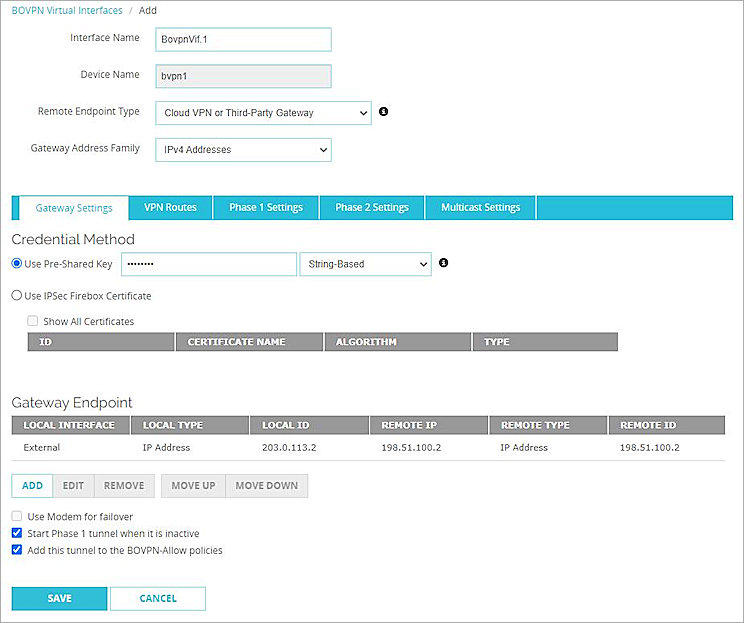 BOVPN Virtual Interfaces / Add
Interface Name BovpnVif.1
Device Name bvpn1
Remote Endpoint Type Cloud VPN or Third-Party Gateway
Gateway Address Family IPv4 Addresses
Gateway Settings VPN Routes Phase 1 Settings Phase 2 Settings Multicast Settings
Credential Method
Use Pre-Shared Key •••••••• String-Based
Use IPSec Firebox Certificate
Show All Certificates
ID CERTIFICATE NAME ALGORITHM TYPE
Gateway Endpoint
LOCAL INTERFACE LOCAL TYPE LOCAL ID REMOTE IP REMOTE TYPE REMOTE ID
External IP Address 203.0.113.2 198.51.100.2 IP Address 198.51.100.2
ADD EDIT REMOVE MOVE UP MOVE DOWN
Use Modem for failover
Start Phase 1 tunnel when it is inactive
Add this tunnel to the BOVPN-Allow policies
SAVE CANCEL